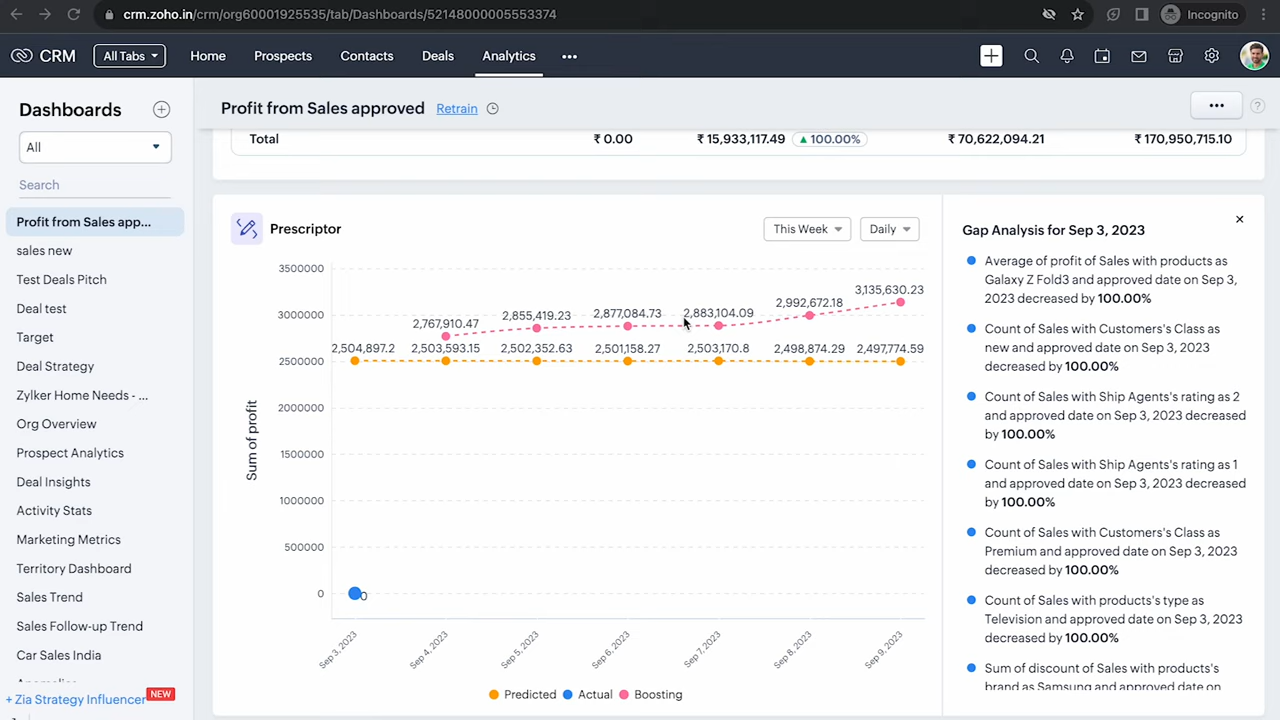 crm.zoho.in/crm/org60001925535/tab/Dashboards/52148000005553374
Incognito
CRM
All Tabs
Home
Prospects
Contacts
Deals
Analytics
Dashboards
All
Search
Profit from Sales app...
sales new
Test Deals Pitch
Deal test
Target
Deal Strategy
Zylker Home Needs - ...
Org Overview
Prospect Analytics
Deal Insights
Activity Stats
Marketing Metrics
Territory Dashboard
Sales Trend
Sales Follow-up Trend
Car Sales India
+ Zia Strategy Influencer NEW
Profit from Sales approved Retrain
Total ₹ 0.00 ₹ 15,933,117.49 ▲ 100.00% ₹ 70,622,094.21 ₹ 170,950,715.10
Prescriptor
This Week
Daily
Sum of profit
3500000
3000000
2500000
2000000
1500000
1000000
500000
0
2,767,910.47
2,855,419.23
2,877,084.73
2,883,104.09
2,992,672.18
3,135,630.23
2,504,897.2
2,503,593.15
2,502,352.63
2,501,158.27
2,503,170.8
2,498,874.29
2,497,774.59
0
Sep 3, 2023
Sep 4, 2023
Sep 5, 2023
Sep 6, 2023
Sep 7, 2023
Sep 8, 2023
Sep 9, 2023
Predicted
Actual
Boosting
Gap Analysis for Sep 3, 2023
Average of profit of Sales with products as
Galaxy Z Fold3 and approved date on Sep 3,
2023 decreased by 100.00%
Count of Sales with Customers's Class as
new and approved date on Sep 3, 2023
decreased by 100.00%
Count of Sales with Ship Agents's rating as 2
and approved date on Sep 3, 2023 decreased
by 100.00%
Count of Sales with Ship Agents's rating as 1
and approved date on Sep 3, 2023 decreased
by 100.00%
Count of Sales with Customers's Class as
Premium and approved date on Sep 3, 2023
decreased by 100.00%
Count of Sales with products's type as
Television and approved date on Sep 3, 2023
decreased by 100.00%
Sum of discount of Sales with products's
brand as Samsung and approved date on